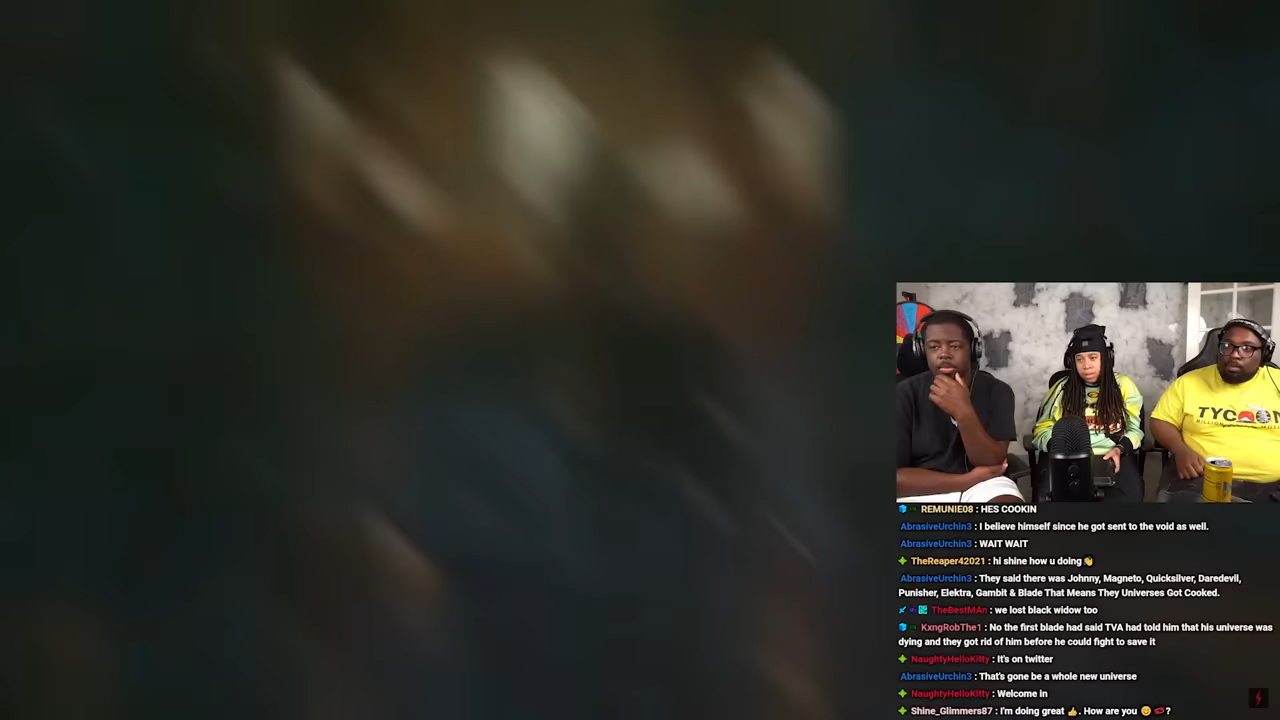 TYCOON
REMUNIE08 : HES COOKIN
AbrasiveUrchin3 : I believe himself since he got sent to the void as well.
AbrasiveUrchin3 : WAIT WAIT
TheReaper42021 : hi shine how u doing👋
AbrasiveUrchin3 : They said there was Johnny, Magneto, Quicksilver, Daredevil,
Punisher, Elektra, Gambit & Blade That Means They Universes Got Cooked.
TheBestMAn : we lost black widow too
KxngRobThe1 : No the first blade had said TVA had told him that his universe was
dying and they got rid of him before he could fight to save it
NaughtyHelloKitty : It's on twitter
AbrasiveUrchin3 : That's gone be a whole new universe
NaughtyHelloKitty : Welcome in
Shine_Glimmers87 : I'm doing great 👍. How are you 😊 💋?